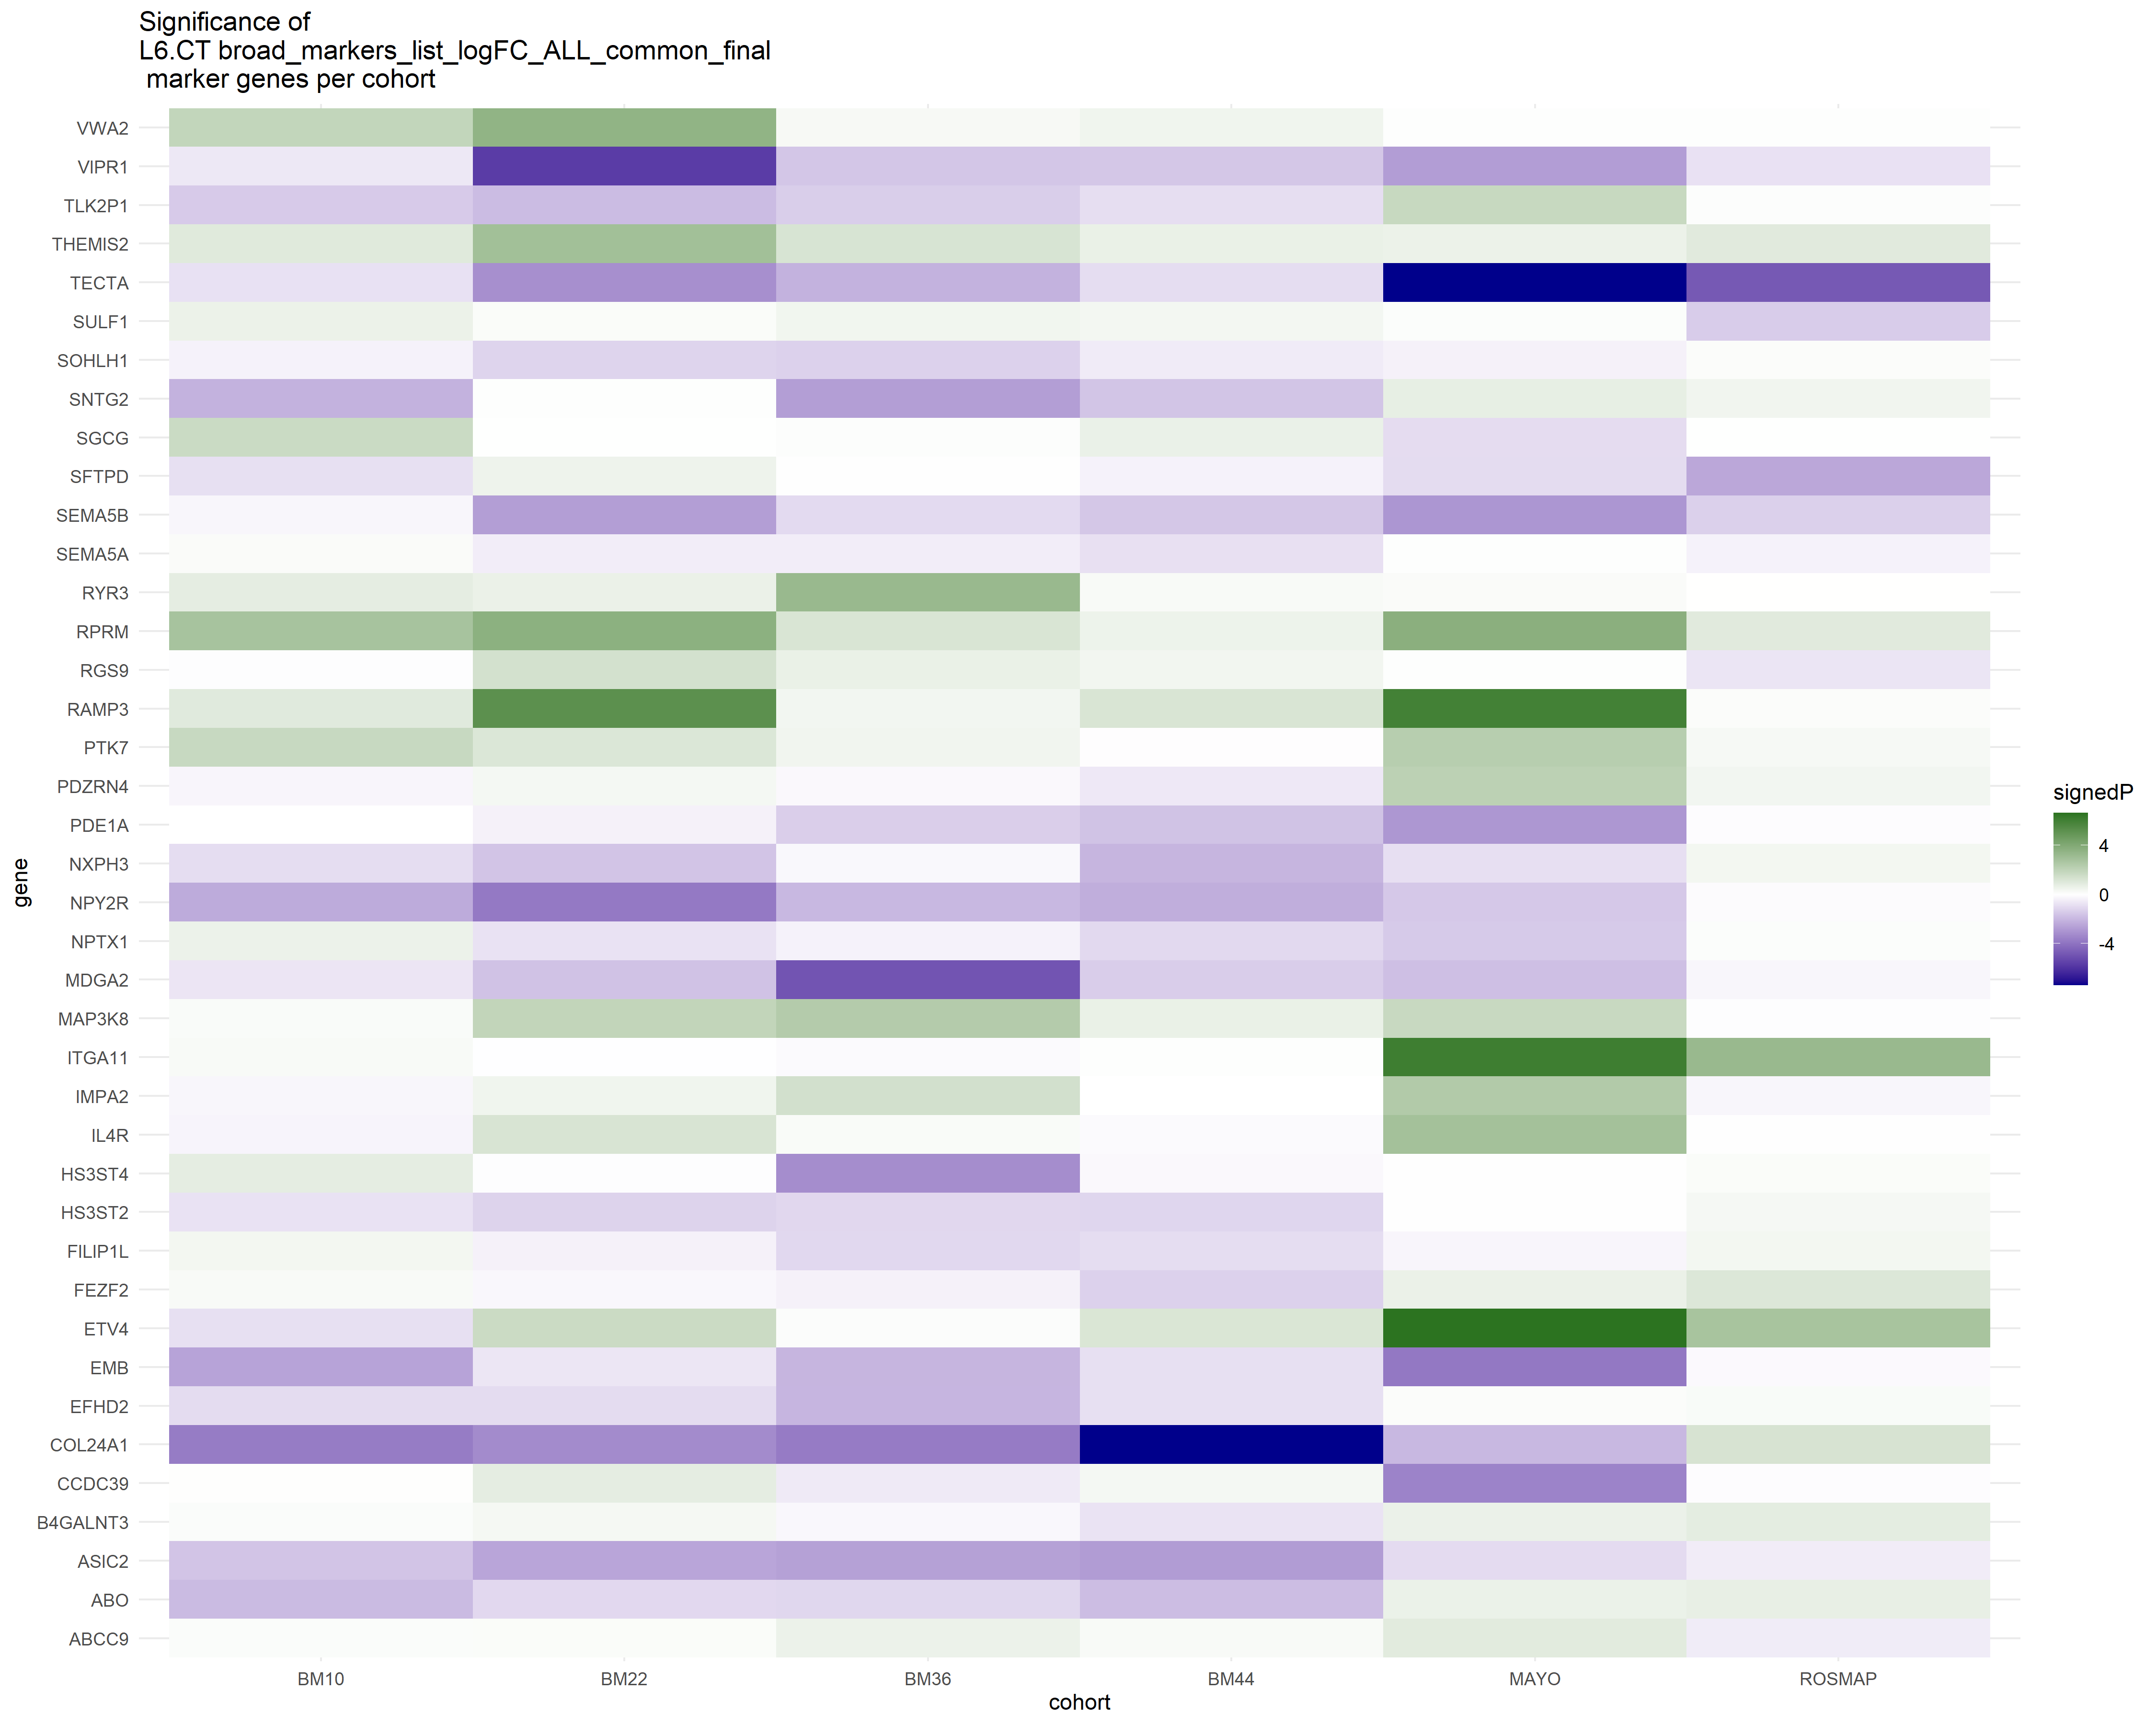 Significance of
L6.CT broad_markers_list_logFC_ALL_common_final
marker genes per cohort
VWA2
VIPR1
TLK2P1
THEMIS2
TECTA
SULF1
SOHLH1
SNTG2
SGCG
SFTPD
SEMA5B
SEMA5A
RYR3
RPRM
RGS9
RAMP3
PTK7
PDZRN4
PDE1A
NXPH3
NPY2R
NPTX1
MDGA2
MAP3K8
ITGA11
IMPA2
IL4R
HS3ST4
HS3ST2
FILIP1L
FEZF2
ETV4
EMB
EFHD2
COL24A1
CCDC39
B4GALNT3
ASIC2
ABO
ABCC9
gene
BM10 BM22 BM36 BM44 MAYO ROSMAP
cohort
signedP
4
0
-4